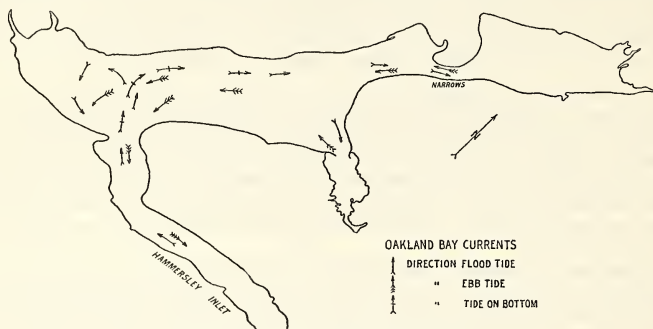 NARROWS
N
HAMMERSLEY INLET
OAKLAND BAY CURRENTS
DIRECTION FLOOD TIDE
" EBB TIDE
" TIDE ON BOTTOM